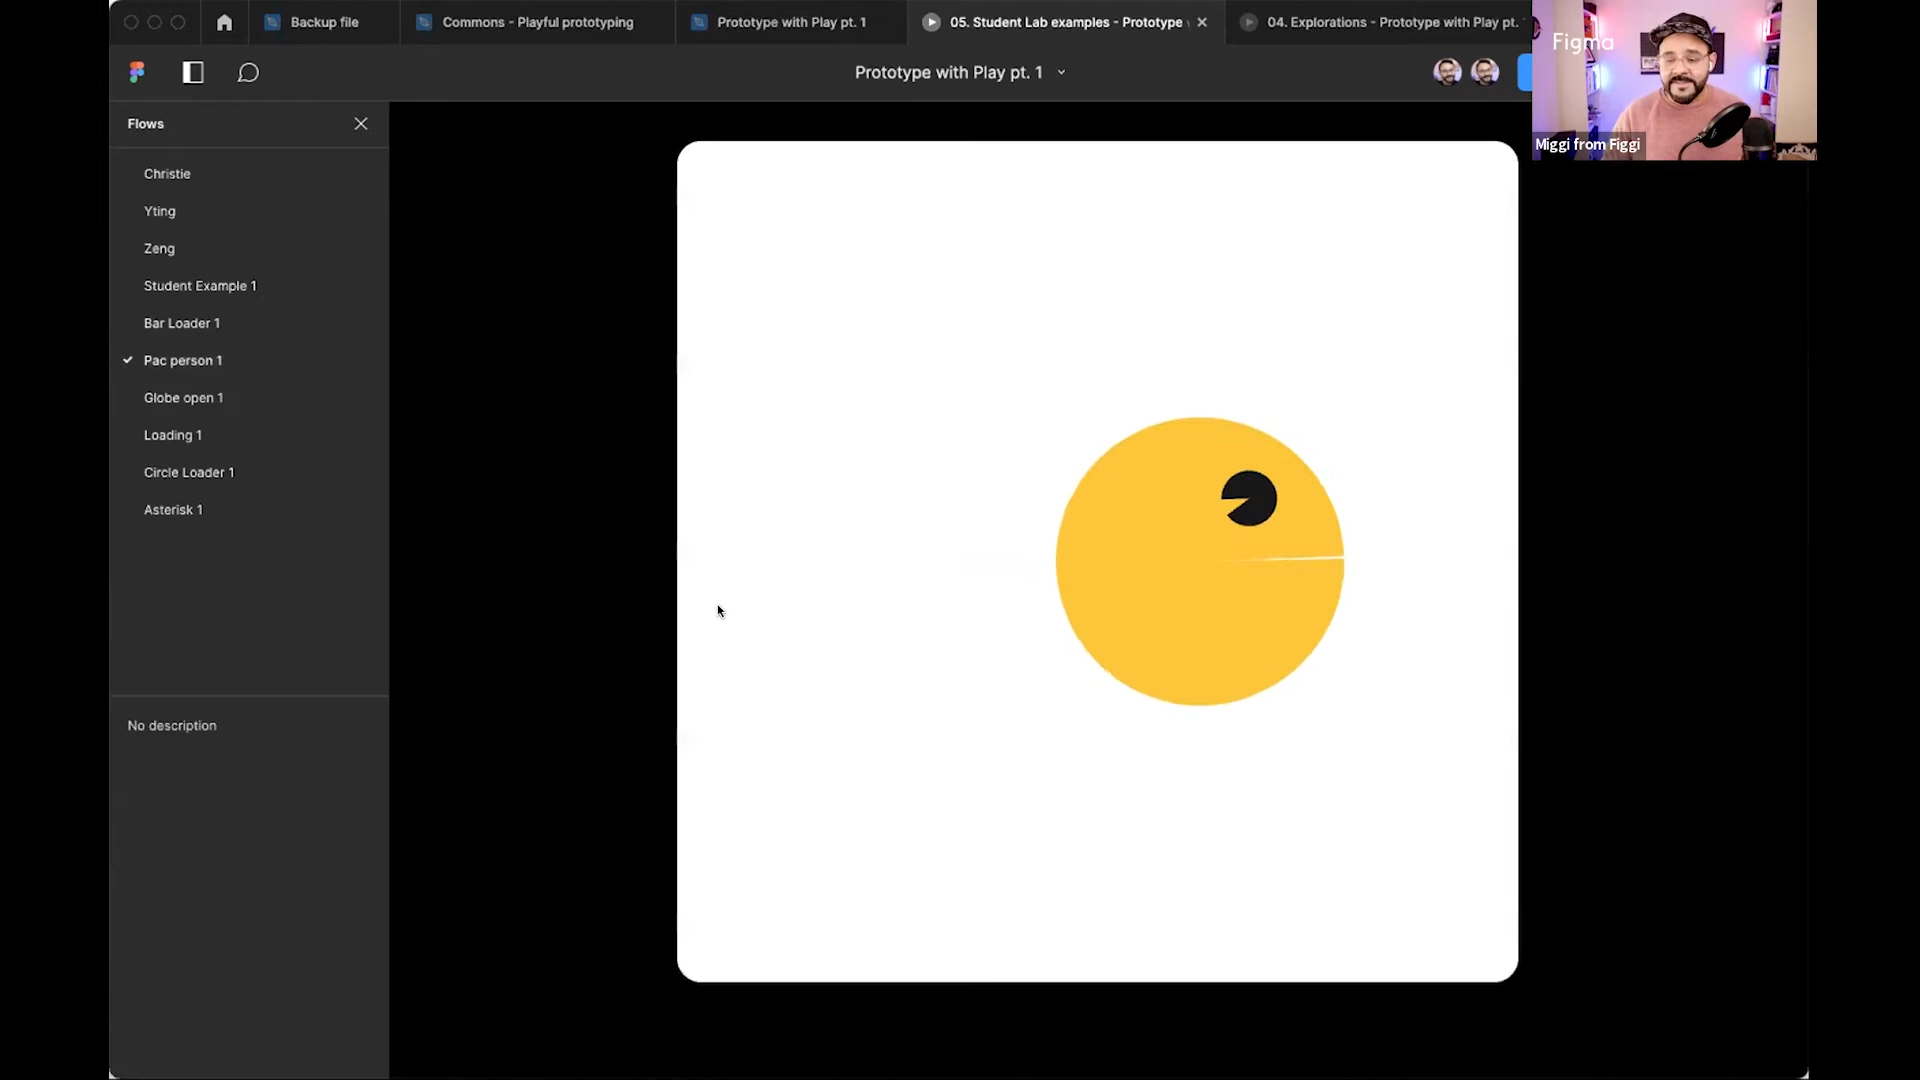 Backup file
Commons - Playful prototyping
Prototype with Play pt. 1
05. Student Lab examples - Prototype
04. Explorations - Prototype with Play pt.
Figma
Prototype with Play pt. 1
Miggi from Figgi
Flows
Christie
Yting
Zeng
Student Example 1
Bar Loader 1
Pac person 1
Globe open 1
Loading 1
Circle Loader 1
Asterisk 1
No description